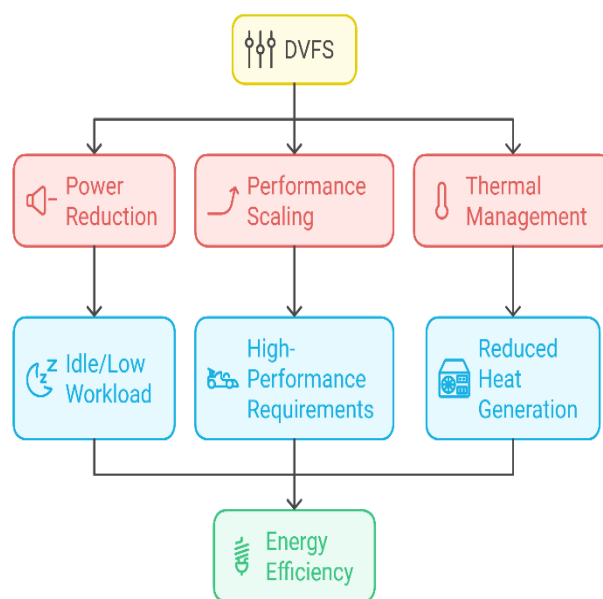 DVFS
Power
Reduction
Performance
Scaling
Thermal
Management
Idle/Low
Workload
High-
Performance
Requirements
Reduced
Heat
Generation
Energy
Efficiency